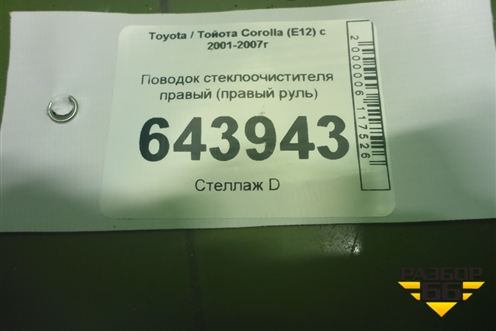 Toyota / Тойота Corolla (E12) с
2001-2007г
Поводок стеклоочистителя
правый (правый руль)
643943
Стеллаж D
2000006117526
РАЗБОР
66